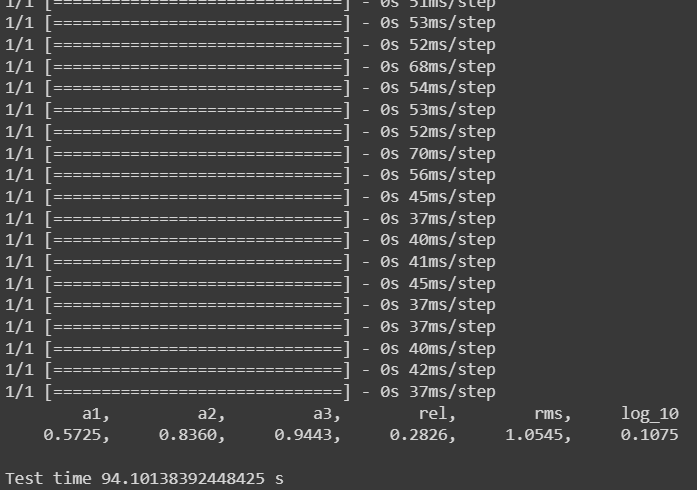 1/1 [==============================] - 0s 51ms/step
1/1 [==============================] - 0s 53ms/step
1/1 [==============================] - 0s 52ms/step
1/1 [==============================] - 0s 68ms/step
1/1 [==============================] - 0s 54ms/step
1/1 [==============================] - 0s 53ms/step
1/1 [==============================] - 0s 52ms/step
1/1 [==============================] - 0s 70ms/step
1/1 [==============================] - 0s 56ms/step
1/1 [==============================] - 0s 45ms/step
1/1 [==============================] - 0s 37ms/step
1/1 [==============================] - 0s 40ms/step
1/1 [==============================] - 0s 41ms/step
1/1 [==============================] - 0s 45ms/step
1/1 [==============================] - 0s 37ms/step
1/1 [==============================] - 0s 37ms/step
1/1 [==============================] - 0s 40ms/step
1/1 [==============================] - 0s 42ms/step
1/1 [==============================] - 0s 37ms/step
a1, a2, a3, rel, rms, log_10
0.5725, 0.8360, 0.9443, 0.2826, 1.0545, 0.1075
Test time 94.10138392448425 s